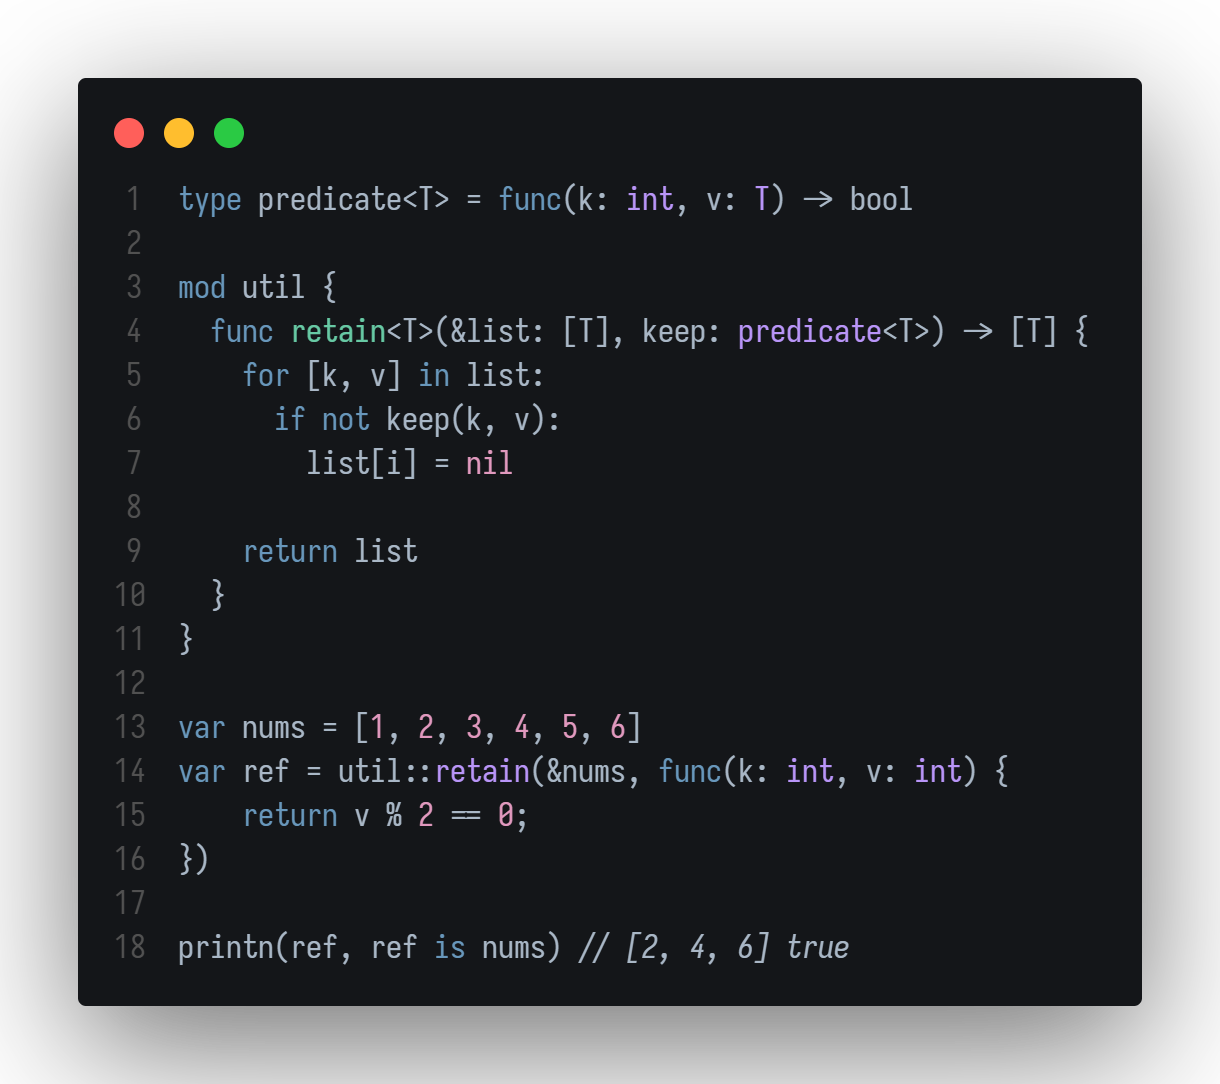 1 type predicate<T> = func(k: int, v: T) -> bool
2
3 mod util {
4   func retain<T>(&list: [T], keep: predicate<T>) -> [T] {
5     for [k, v] in list:
6       if not keep(k, v):
7         list[i] = nil
8
9     return list
10   }
11 }
12
13 var nums = [1, 2, 3, 4, 5, 6]
14 var ref = util::retain(&nums, func(k: int, v: int) {
15     return v % 2 == 0;
16 })
17
18 printn(ref, ref is nums) // [2, 4, 6] true